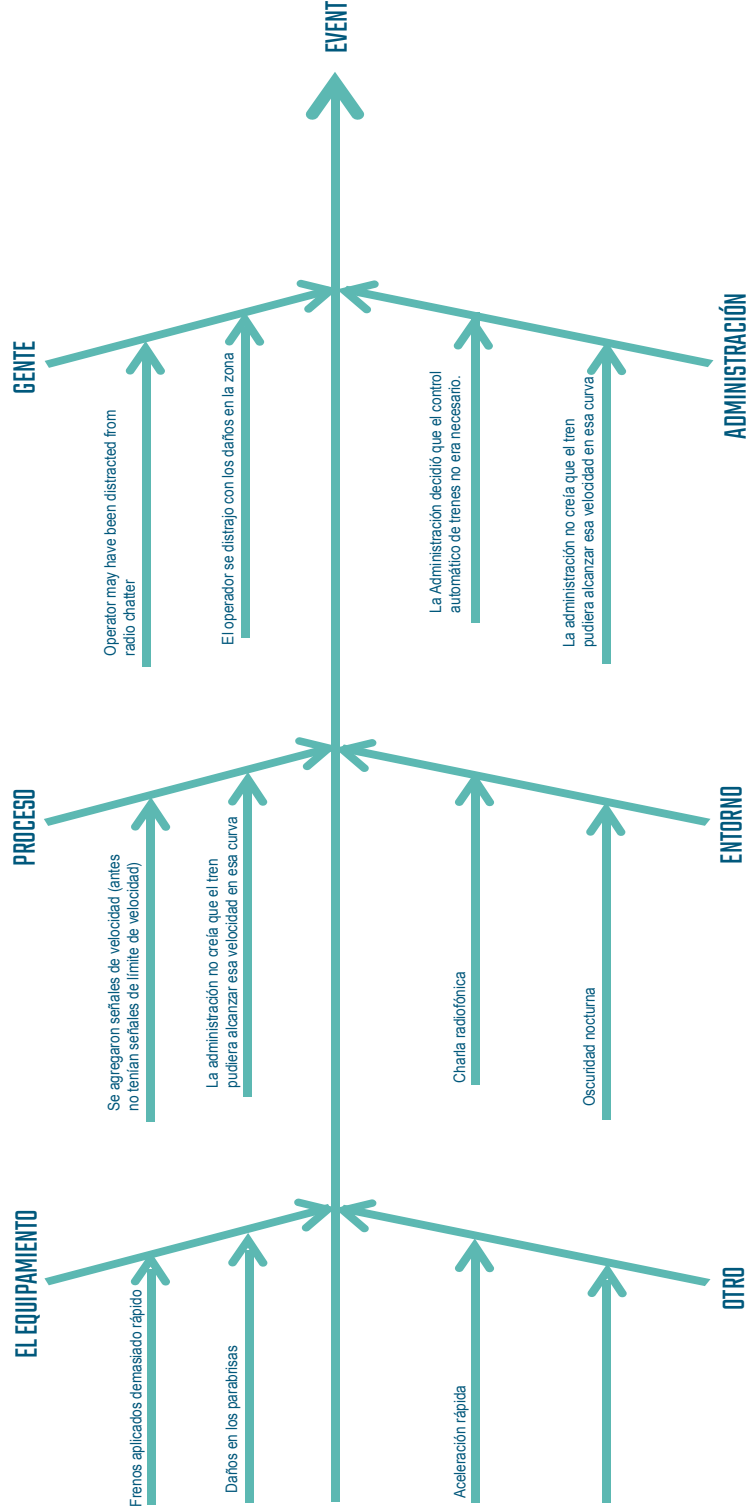 EL EQUIPAMIENTO
Frenos aplicados demasiado rápido
Daños en los parabrisas
PROCESO
Se agregaron señales de velocidad (antes
no tenían señales de límite de velocidad)
La administración no creía que el tren
pudiera alcanzar esa velocidad en esa curva
GENTE
Operator may have been distracted from
radio chatter
El operador se distrajo con los daños en la zona
EVENT
Aceleración rápida
OTRO
Charla radiofónica
Oscuridad nocturna
ENTORNO
La Administración decidió que el control
automático de trenes no era necesario.
La administración no creía que el tren
pudiera alcanzar esa velocidad en esa curva
ADMINISTRACIÓN